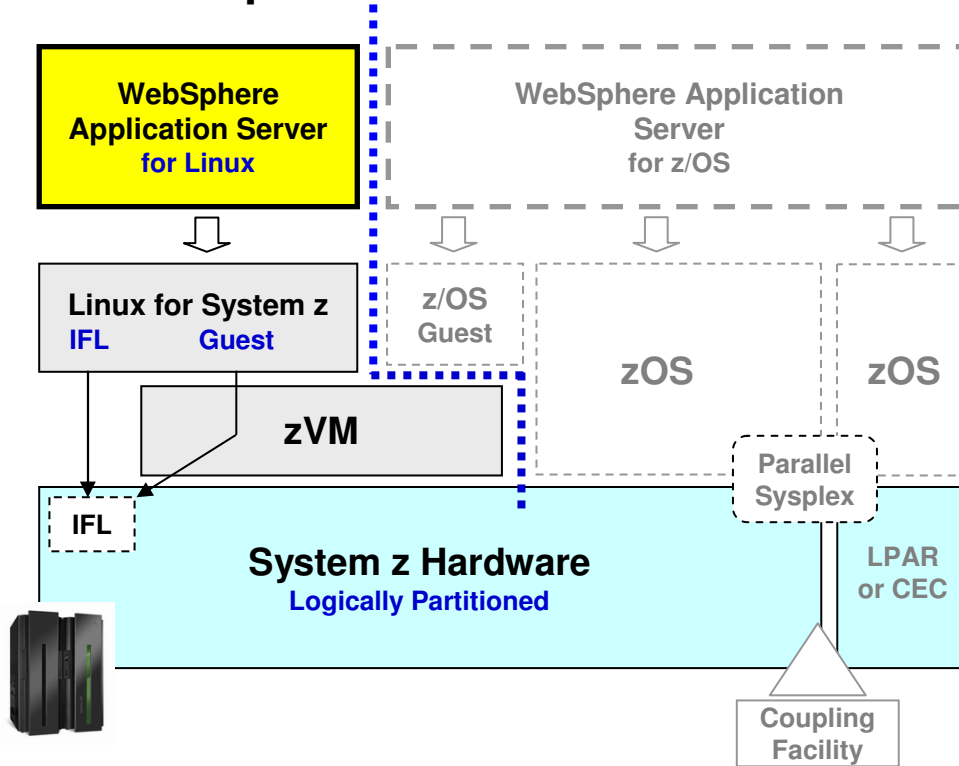 WebSphere
Application Server
for Linux
WebSphere Application
Server
for z/OS
Linux for System z
IFL Guest
z/OS
Guest
zOS
zOS
zVM
Parallel
Sysplex
IFL
System z Hardware
Logically Partitioned
LPAR
or CEC
Coupling
Facility